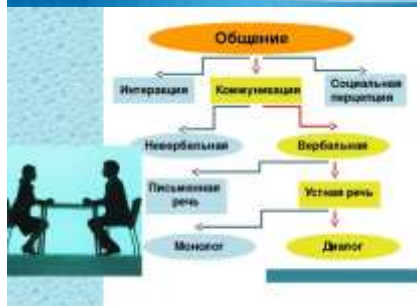 Общение
Интеракция
Коммуникация
Социальная
перцепция
Невербальная
Вербальная
Письменная
речь
Устная речь
Монолог
Диалог